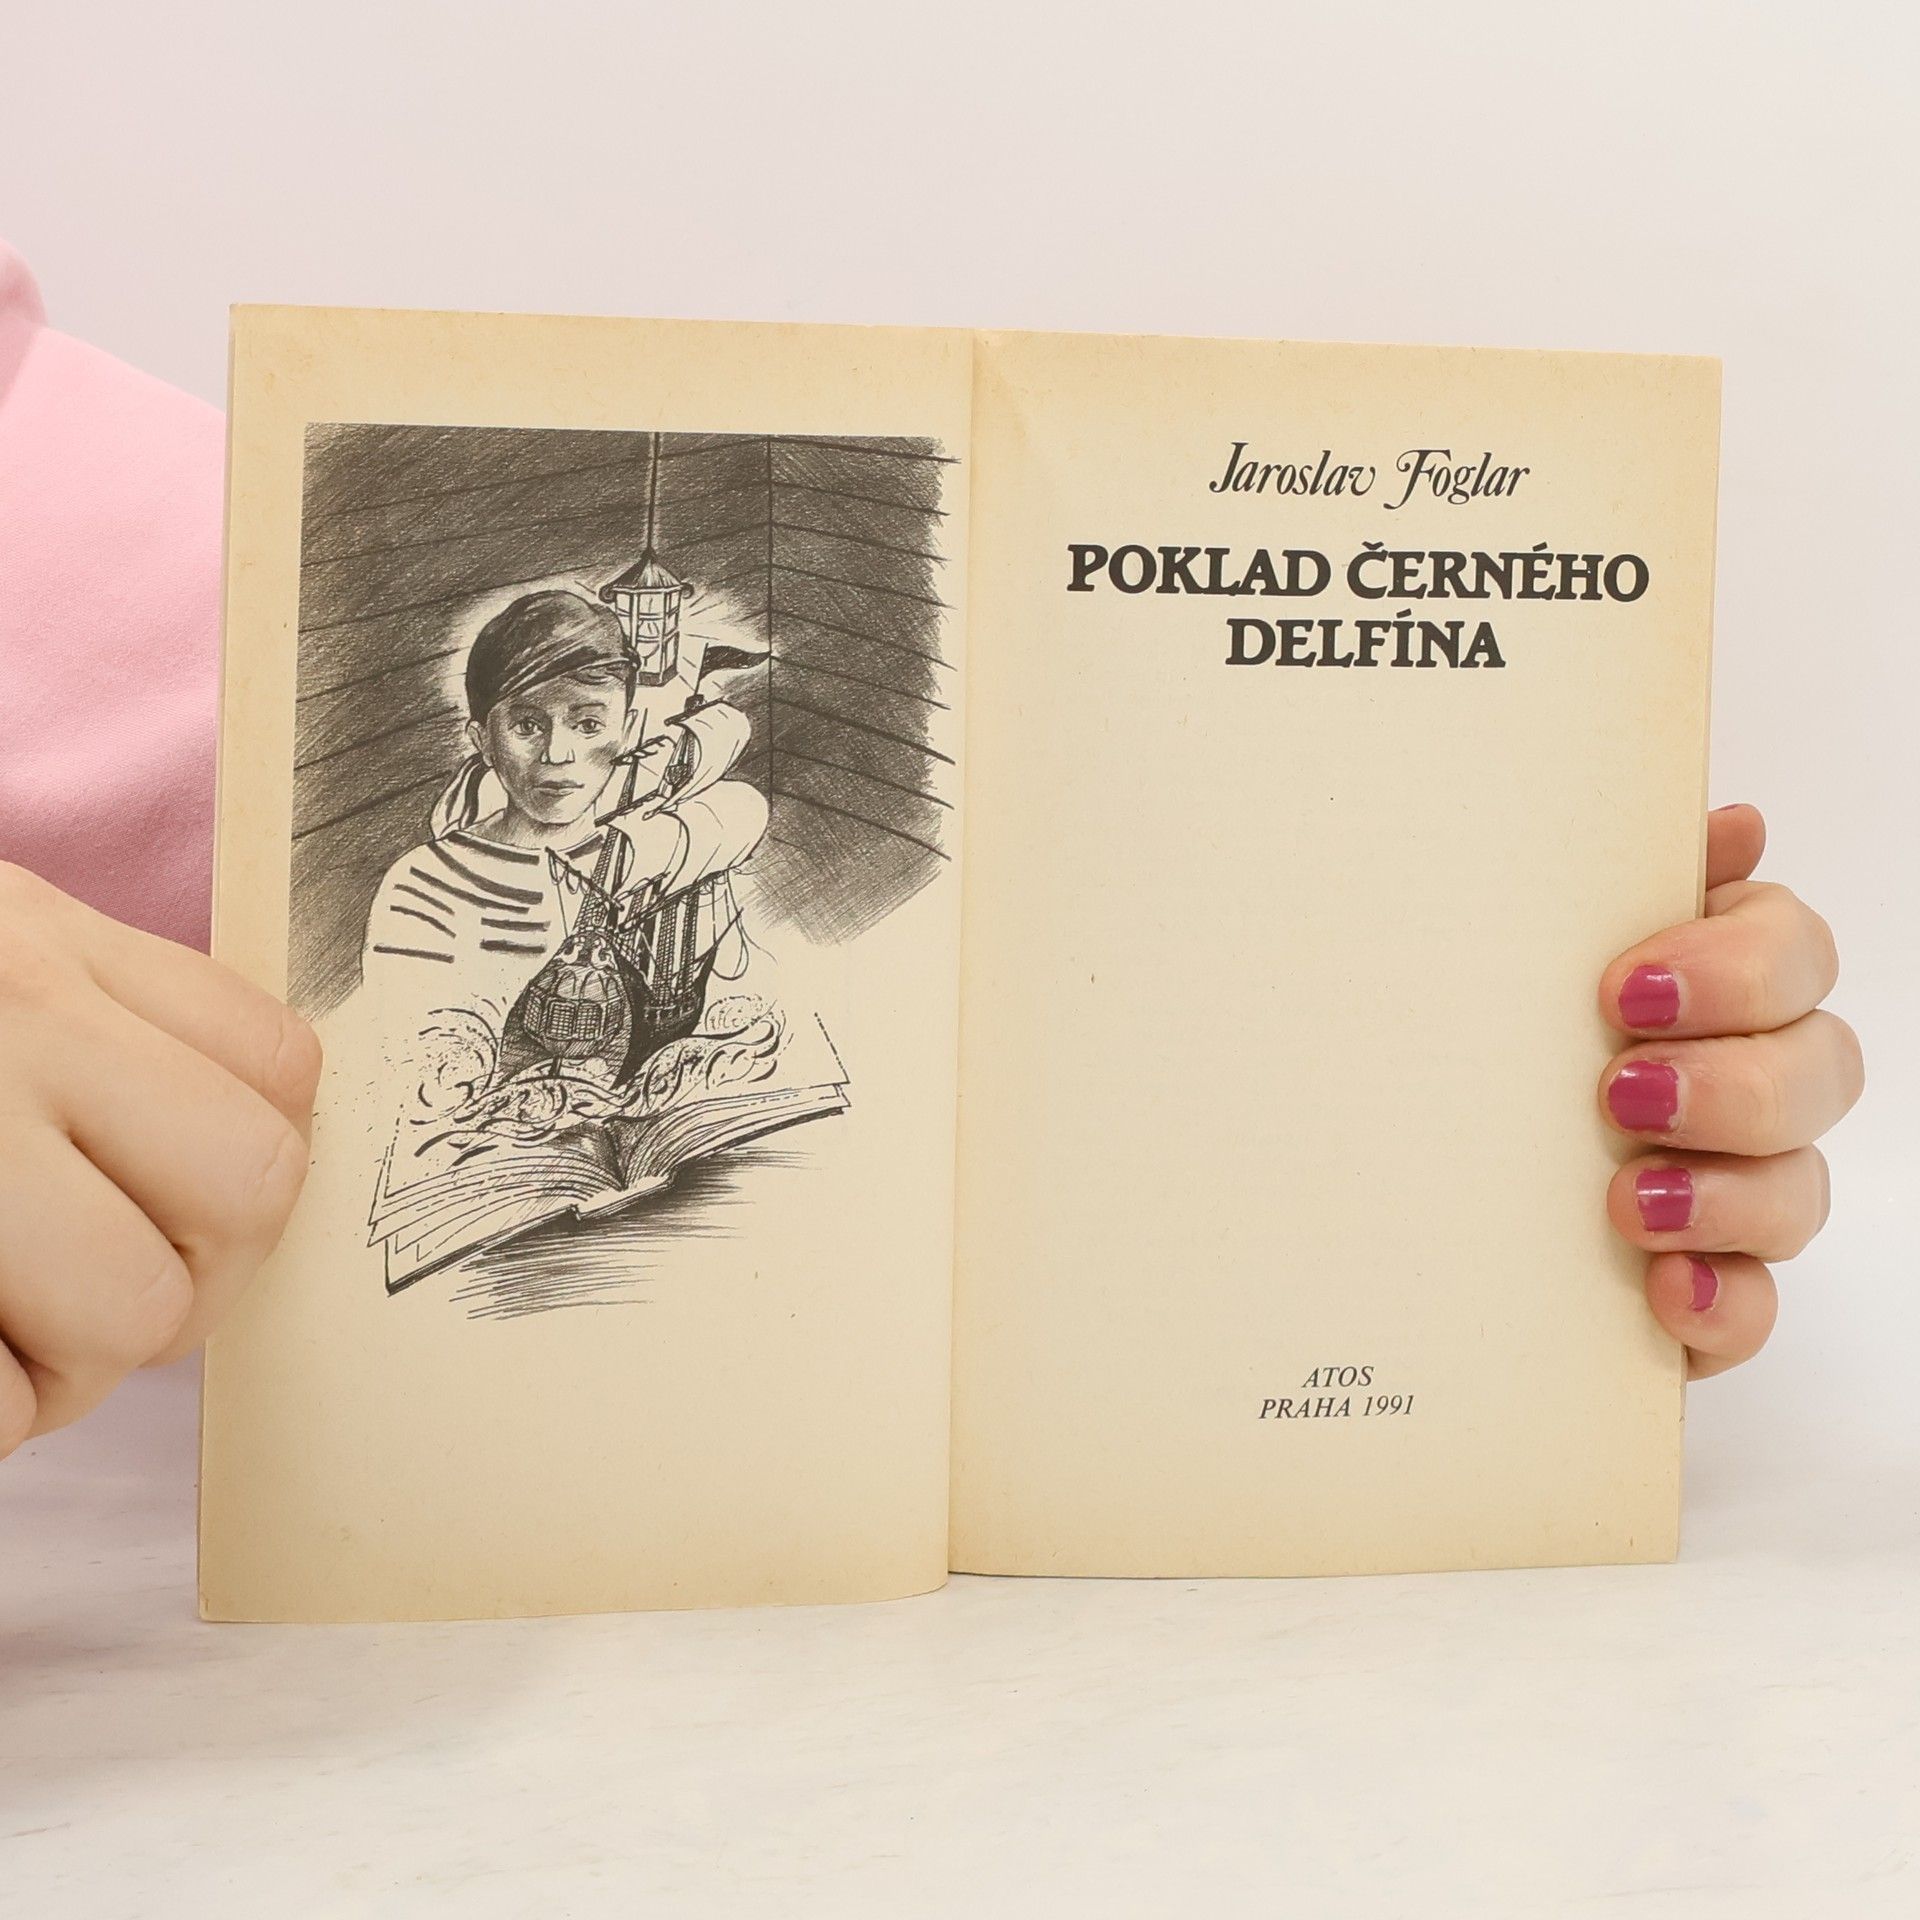 Jaroslav Foglar
POKLAD ČERNÉHO
DELFÍNA
ATOS
PRAHA 1991